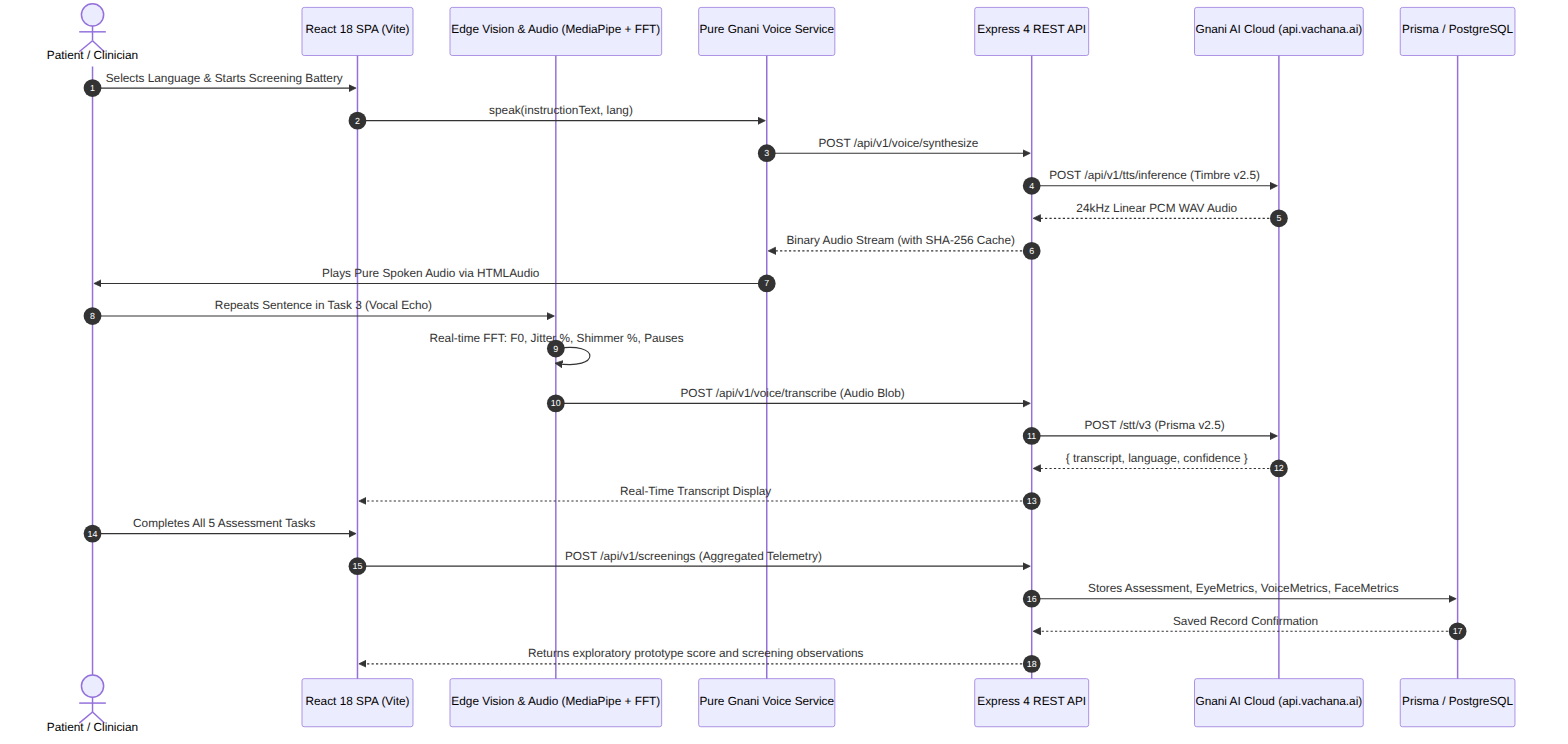 Patient / Clinician
React 18 SPA (Vite)
Edge Vision & Audio (MediaPipe + FFT)
Pure Gnani Voice Service
Express 4 REST API
Gnani AI Cloud (api.vachana.ai)
Prisma / PostgreSQL
1
Selects Language & Starts Screening Battery
2
speak(instructionText, lang)
3
POST /api/v1/voice/synthesize
4
POST /api/v1/tts/inference (Timbre v2.5)
24kHz Linear PCM WAV Audio
5
Binary Audio Stream (with SHA-256 Cache)
6
Plays Pure Spoken Audio via HTMLAudio
7
8
Repeats Sentence in Task 3 (Vocal Echo)
Real-time FFT: F0, Jitter %, Shimmer %, Pauses
9
10
POST /api/v1/voice/transcribe (Audio Blob)
11
POST /stt/v3 (Prisma v2.5)
{ transcript, language, confidence }
12
Real-Time Transcript Display
13
14
Completes All 5 Assessment Tasks
15
POST /api/v1/screenings (Aggregated Telemetry)
16
Stores Assessment, EyeMetrics, VoiceMetrics, FaceMetrics
Saved Record Confirmation
17
Returns exploratory prototype score and screening observations
18
Patient / Clinician
React 18 SPA (Vite)
Edge Vision & Audio (MediaPipe + FFT)
Pure Gnani Voice Service
Express 4 REST API
Gnani AI Cloud (api.vachana.ai)
Prisma / PostgreSQL